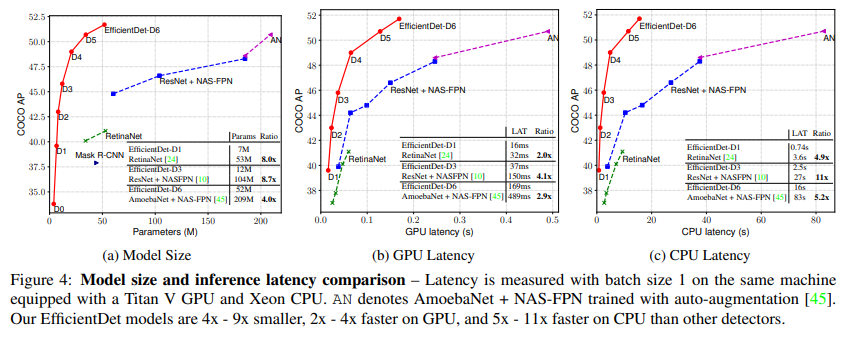 52.5
50.0
47.5
45.0
42.5
40.0
37.5
35.0
COCO AP
0
50
100
150
200
Parameters (M)
EfficientDet-D6
D5
D4
D3
D2
D1
D0
AN
ResNet + NAS-FPN
RetinaNet
Mask R-CNN
Params Ratio
EfficientDet-D1 7M
RetinaNet [24] 53M 8.0x
EfficientDet-D3 12M
ResNet + NASFPN [10] 104M 8.7x
EfficientDet-D6 52M
AmoebaNet + NAS-FPN [45] 209M 4.0x
(a) Model Size
52
50
48
46
44
42
40
38
COCO AP
0.0
0.1
0.2
0.3
0.4
0.5
GPU latency (s)
EfficientDet-D6
D5
D4
D3
D2
D1
AN
ResNet + NAS-FPN
RetinaNet
LAT Ratio
EfficientDet-D1 16ms
RetinaNet [24] 32ms 2.0x
EfficientDet-D3 37ms
ResNet + NASFPN [10] 150ms 4.1x
EfficientDet-D6 169ms
AmoebaNet + NAS-FPN [45] 489ms 2.9x
(b) GPU Latency
52
50
48
46
44
42
40
38
COCO AP
0
20
40
60
80
CPU latency (s)
EfficientDet-D6
D5
D4
D3
D2
D1
AN
ResNet + NAS-FPN
RetinaNet
LAT Ratio
EfficientDet-D1 0.74s
RetinaNet [24] 3.6s 4.9x
EfficientDet-D3 2.5s
ResNet + NASFPN [10] 27s 11x
EfficientDet-D6 16s
AmoebaNet + NAS-FPN [45] 83s 5.2x
(c) CPU Latency
Figure 4: Model size and inference latency comparison – Latency is measured with batch size 1 on the same machine
equipped with a Titan V GPU and Xeon CPU. AN denotes AmoebaNet + NAS-FPN trained with auto-augmentation [45].
Our EfficientDet models are 4x - 9x smaller, 2x - 4x faster on GPU, and 5x - 11x faster on CPU than other detectors.